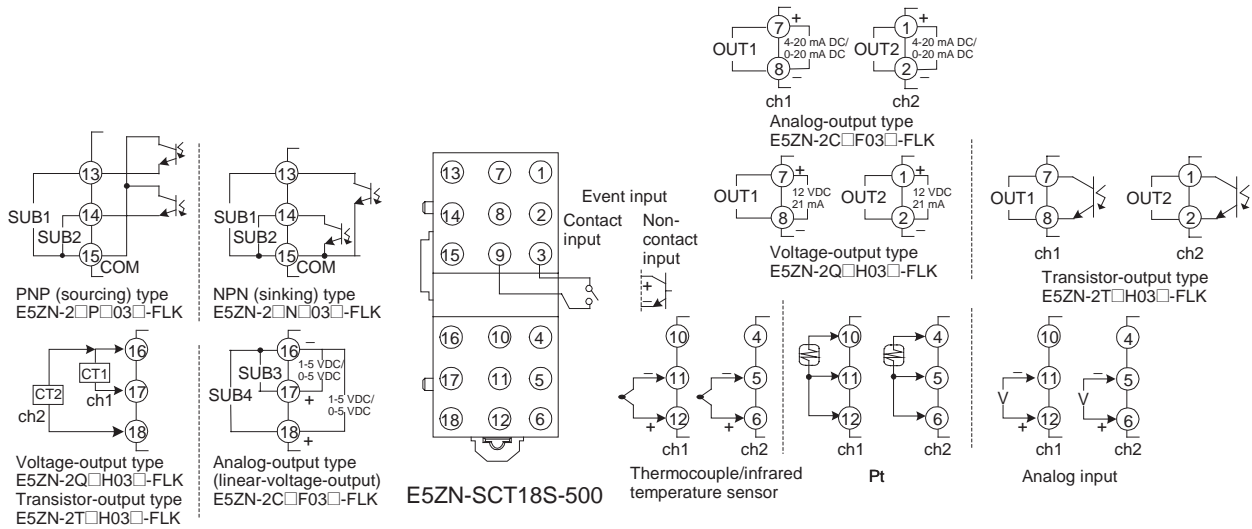 7
+
OUT1
4-20 mA DC/
0-20 mA DC
8
−
ch1
1
+
OUT2
4-20 mA DC/
0-20 mA DC
2
−
ch2
Analog-output type
E5ZN-2C□F03□-FLK
13
14
SUB1
SUB2
15
COM
PNP (sourcing) type
E5ZN-2□P□03□-FLK
13
14
SUB1
SUB2
15
COM
NPN (sinking) type
E5ZN-2□N□03□-FLK
13 7 1
14 8 2
15 9 3
16 10 4
17 11 5
18 12 6
E5ZN-SCT18S-500
Event input
Contact
input
Non-
contact
input
+
−
7
+
OUT1
12 VDC
21 mA
8
−
ch1
1
+
OUT2
12 VDC
21 mA
2
−
ch2
Voltage-output type
E5ZN-2Q□H03□-FLK
7
OUT1
8
ch1
1
OUT2
2
ch2
Transistor-output type
E5ZN-2T□H03□-FLK
16
CT1
CT2
17
ch1
ch2
18
Voltage-output type
E5ZN-2Q□H03□-FLK
Transistor-output type
E5ZN-2T□H03□-FLK
16
−
1-5 VDC/
0-5 VDC
SUB3
SUB4
17
+
1-5 VDC/
0-5 VDC
18
+
Analog-output type
(linear-voltage-output)
E5ZN-2C□F03□-FLK
10
−
11
+
12
ch1
4
−
5
+
6
ch2
Thermocouple/infrared
temperature sensor
10
11
12
ch1
4
5
6
ch2
Pt
10
−
11
V
+
12
ch1
4
−
5
V
+
6
ch2
Analog input